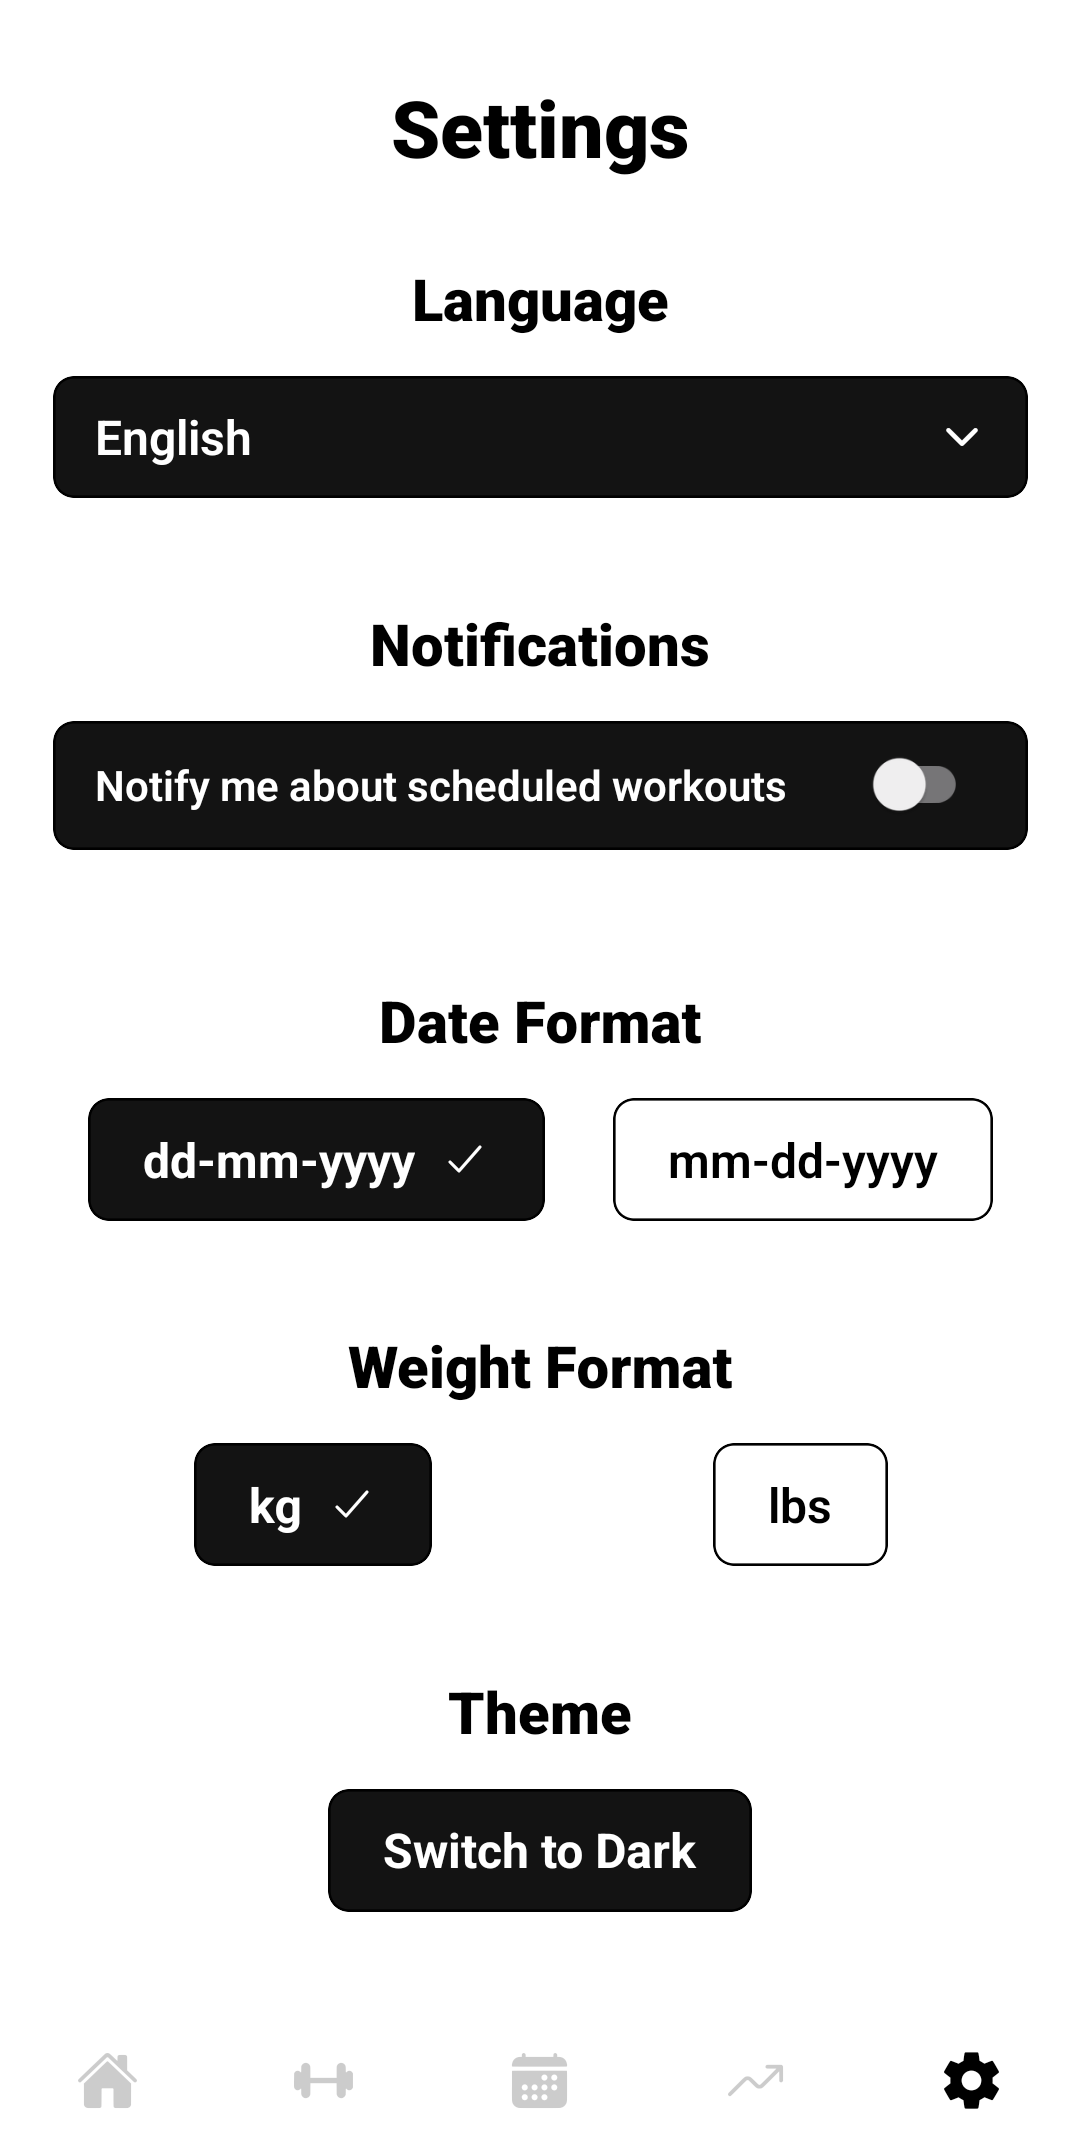 Settings
Language
English
Notifications
Notify me about scheduled workouts
Date Format
dd-mm-yyyy
mm-dd-yyyy
Weight Format
kg
lbs
Theme
Switch to Dark